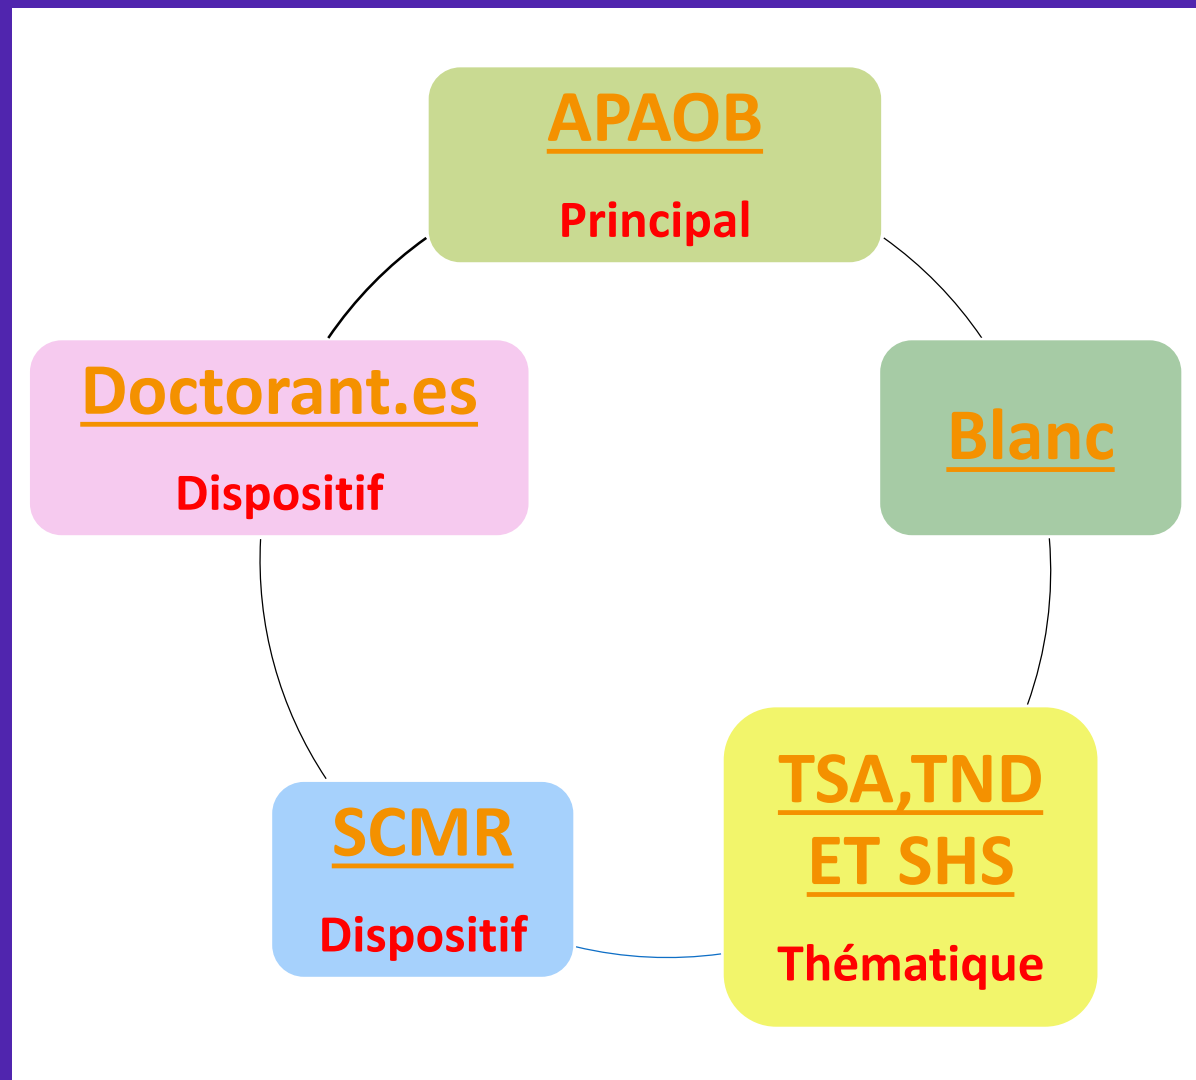 APAOB
Principal
Doctorant.es
Dispositif
Blanc
TSA,TND
ET SHS
Thématique
SCMR
Dispositif